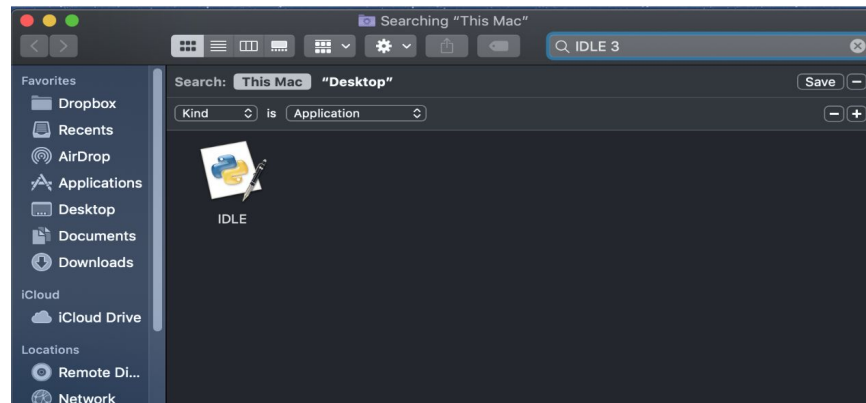 Searching “This Mac”
IDLE 3
Favorites
Dropbox
Recents
AirDrop
Applications
Desktop
Documents
Downloads
iCloud
iCloud Drive
Locations
Remote Di...
Network
Search: This Mac “Desktop” Save
Kind is Application
IDLE